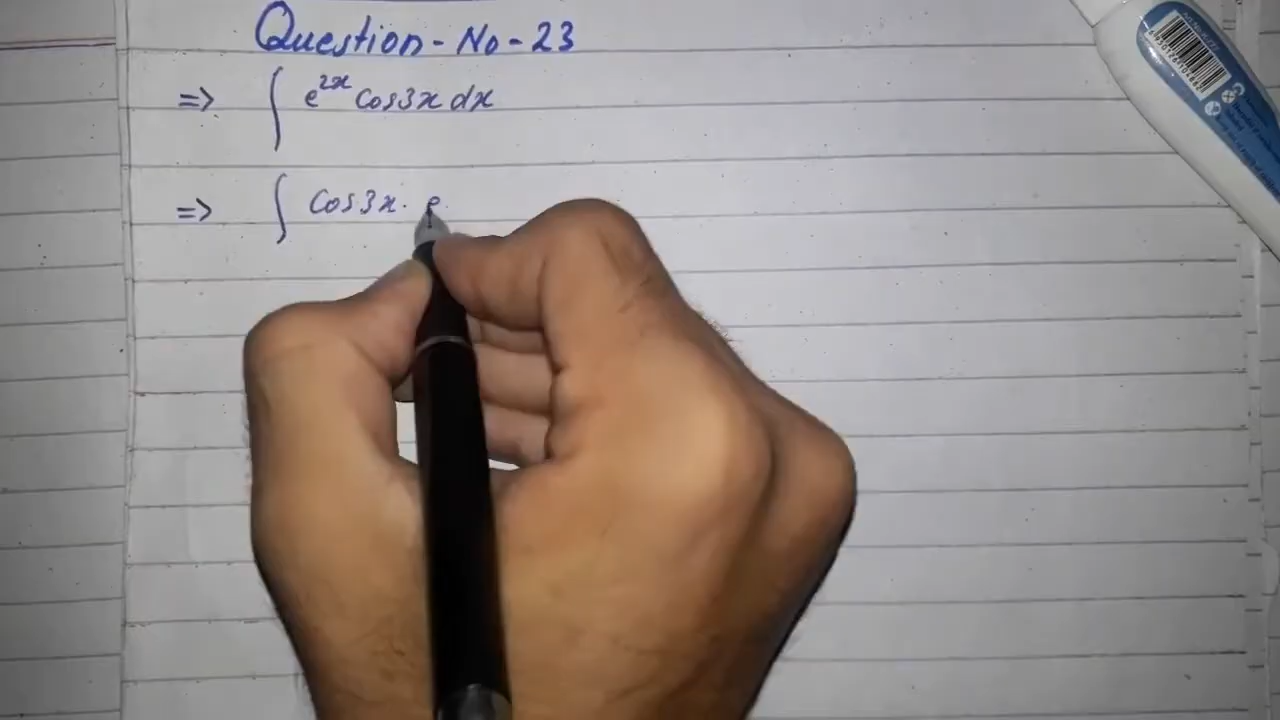 Question-No-23
=> ∫ e^2x Cos3x dx
=> ∫ Cos3x. e